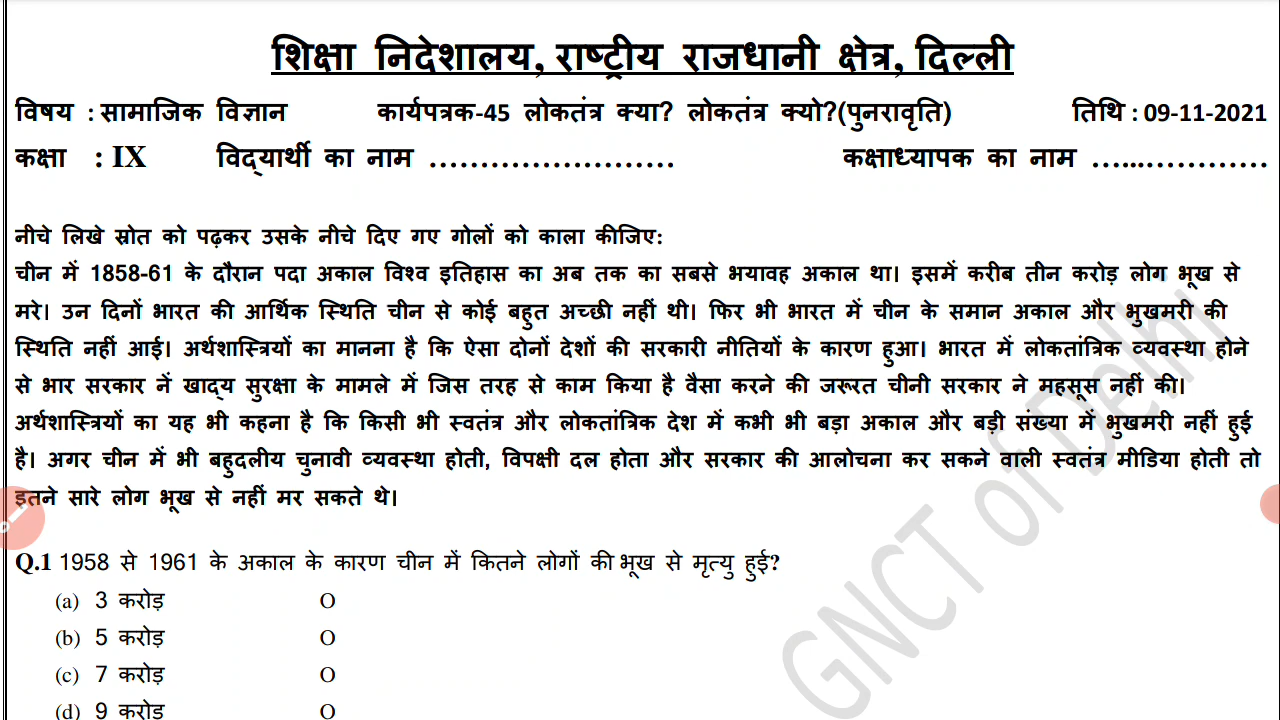 शिक्षा निदेशालय, राष्ट्रीय राजधानी क्षेत्र, दिल्ली
विषय : सामाजिक विज्ञान कार्यपत्रक-45 लोकतंत्र क्या? लोकतंत्र क्यो?(पुनरावृति) तिथि : 09-11-2021
कक्षा : IX विद्यार्थी का नाम …………………… कक्षाध्यापक का नाम …...…………
नीचे लिखे स्रोत को पढ़कर उसके नीचे दिए गए गोलों को काला कीजिए:
चीन में 1858-61 के दौरान पदा अकाल विश्व इतिहास का अब तक का सबसे भयावह अकाल था। इसमें करीब तीन करोड़ लोग भूख से
मरे। उन दिनों भारत की आर्थिक स्थिति चीन से कोई बहुत अच्छी नहीं थी। फिर भी भारत में चीन के समान अकाल और भुखमरी की
स्थिति नहीं आई। अर्थशास्त्रियों का मानना है कि ऐसा दोनों देशों की सरकारी नीतियों के कारण हुआ। भारत में लोकतांत्रिक व्यवस्था होने
से भार सरकार नें खाद्य सुरक्षा के मामले में जिस तरह से काम किया है वैसा करने की जरूरत चीनी सरकार ने महसूस नहीं की।
अर्थशास्त्रियों का यह भी कहना है कि किसी भी स्वतंत्र और लोकतांत्रिक देश में कभी भी बड़ा अकाल और बड़ी संख्या में भुखमरी नहीं हुई
है। अगर चीन में भी बहुदलीय चुनावी व्यवस्था होती, विपक्षी दल होता और सरकार की आलोचना कर सकने वाली स्वतंत्र मीडिया होती तो
इतने सारे लोग भूख से नहीं मर सकते थे।
Q.1 1958 से 1961 के अकाल के कारण चीन में कितने लोगों की भूख से मृत्यु हुई?
(a) 3 करोड़ O
(b) 5 करोड़ O
(c) 7 करोड़ O
(d) 9 करोड़ O
GNCT of Delhi